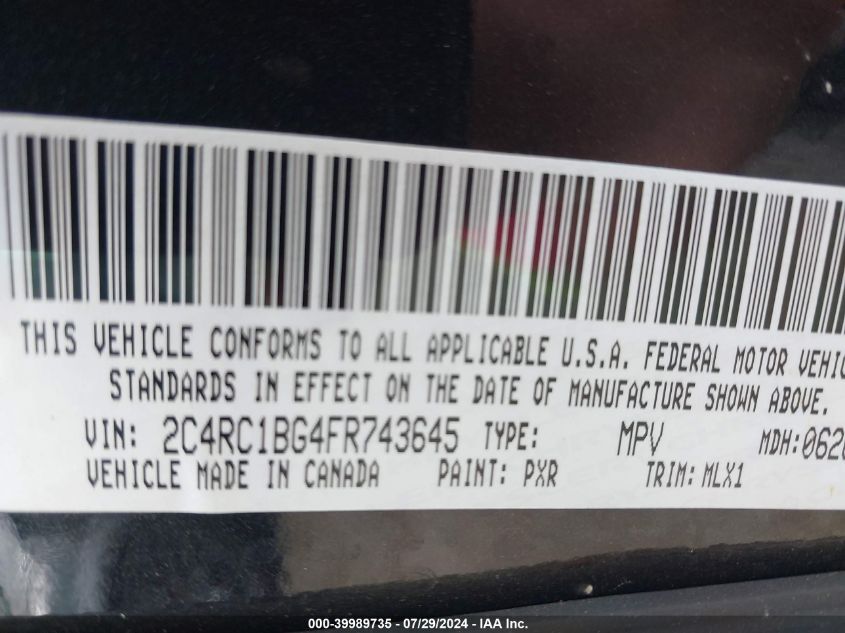 THIS VEHICLE CONFORMS TO ALL APPLICABLE U.S.A. FEDERAL MOTOR
STANDARDS IN EFFECT ON THE DATE OF MANUFACTURE SHOWN ABOVE.
VIN: 2C4RC1BG4FR743645 TYPE: MPV MDH:062
VEHICLE MADE IN CANADA PAINT: PXR TRIM: MLX1
000-39989735 - 07/29/2024 - IAA Inc.